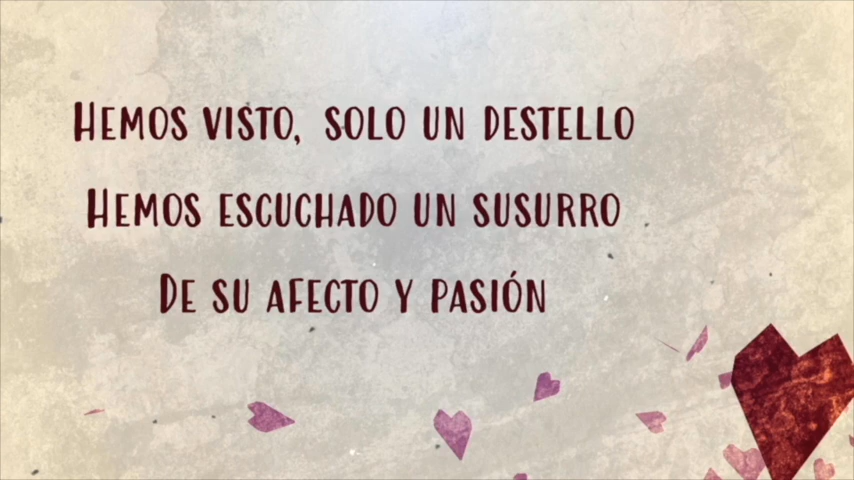 Hemos visto, solo un destello
Hemos escuchado un susurro
De su afecto y pasión